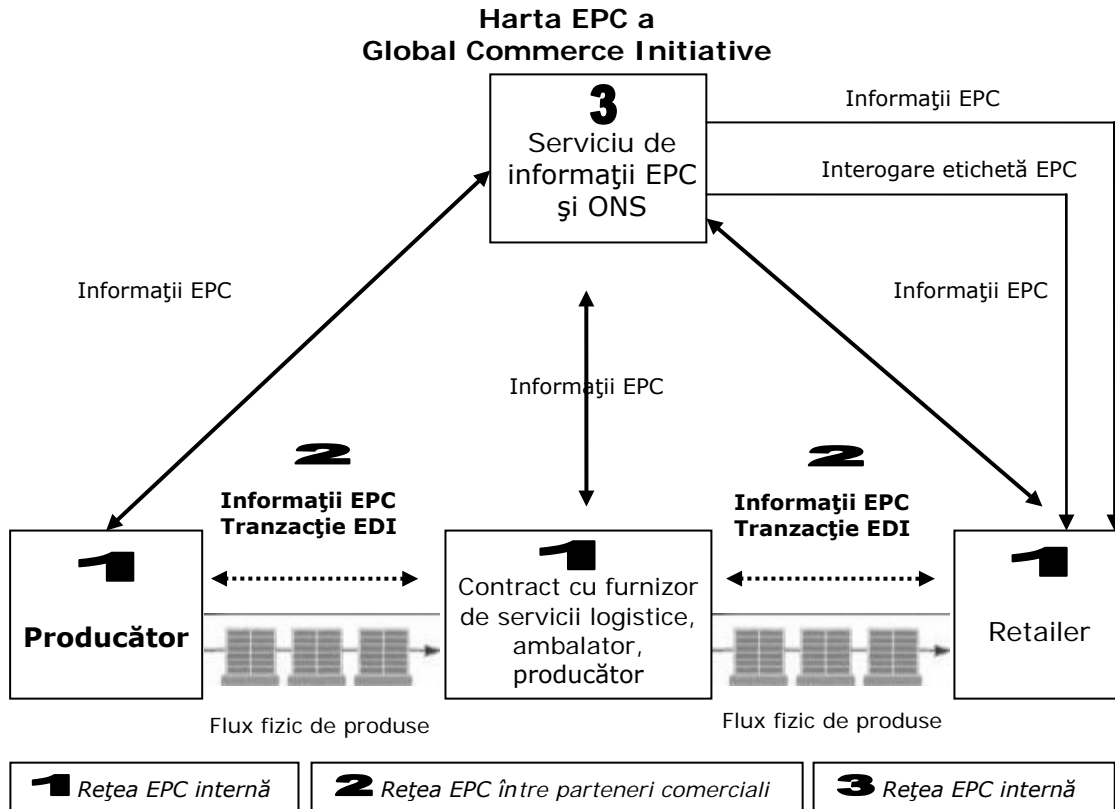 Harta EPC a
Global Commerce Initiative
3
Serviciu de
informaţii EPC
şi ONS
Informaţii EPC
Interogare etichetă EPC
Informaţii EPC
Informaţii EPC
Informaţii EPC
2
Informaţii EPC
Tranzacţie EDI
2
Informaţii EPC
Tranzacţie EDI
1
Producător
1
Contract cu furnizor
de servicii logistice,
ambalator,
producător
1
Retailer
Flux fizic de produse
Flux fizic de produse
1 Reţea EPC internă
2 Reţea EPC între parteneri comerciali
3 Reţea EPC internă